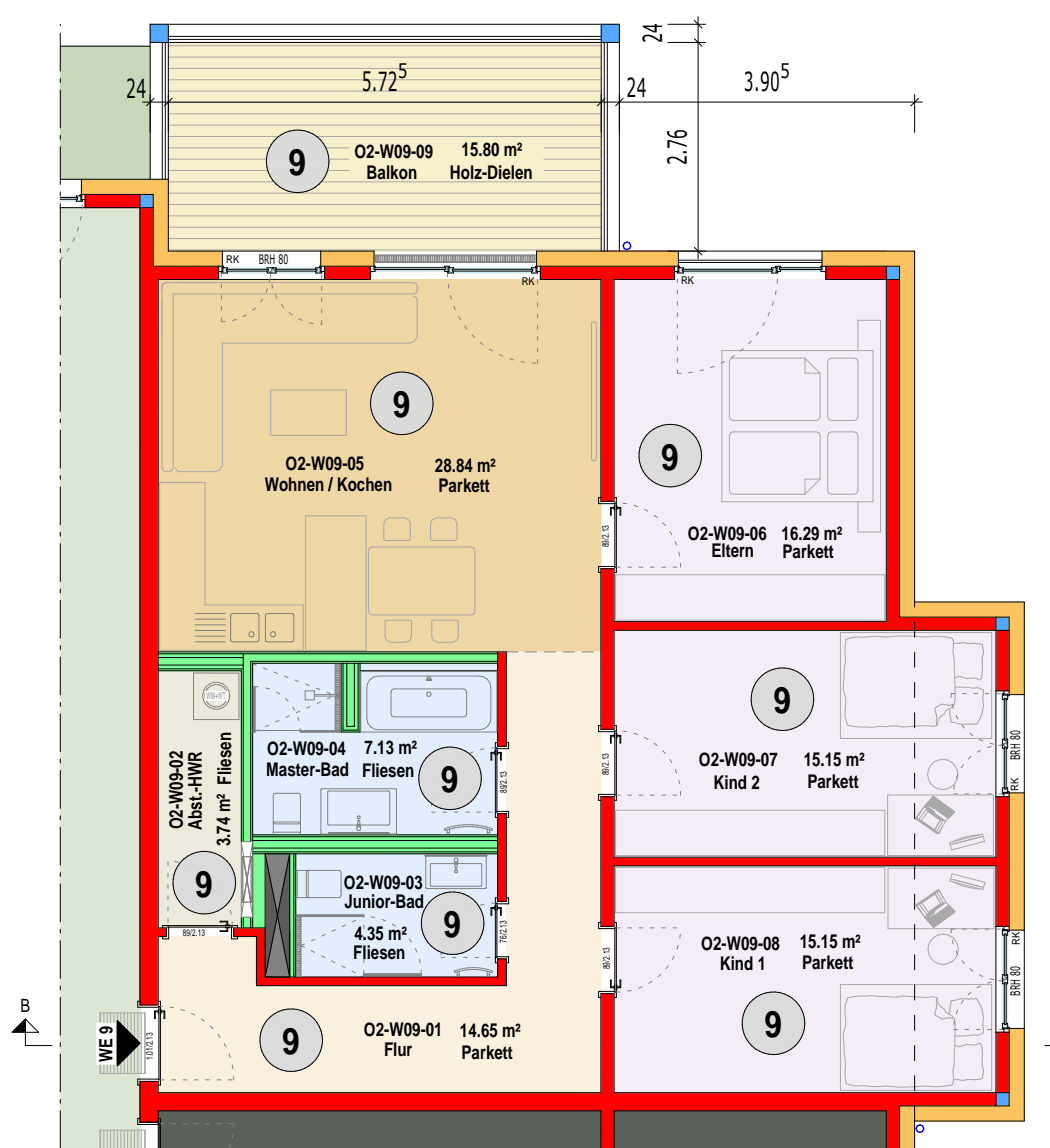 24
24
5.72⁵
24
3.90⁵
2.76
9
O2-W09-09 15.80 m²
Balkon Holz-Dielen
RK BRH 80
RK
RK
9
O2-W09-05 28.84 m²
Wohnen / Kochen Parkett
9
89/2.13
O2-W09-06 16.29 m²
Eltern Parkett
WM+WT
O2-W09-02
Abst.-HWR
3.74 m² Fliesen
9
89/2.13
O2-W09-04 7.13 m²
Master-Bad Fliesen
9
89/2.13
89/2.13
9
O2-W09-07 15.15 m²
Kind 2 Parkett
BRH 80
RK
O2-W09-03
Junior-Bad
4.35 m²
Fliesen
9
76/2.13
89/2.13
O2-W09-08 15.15 m²
Kind 1 Parkett
9
RK
BRH 80
B
WE 9
1.01/2.13
9
O2-W09-01 14.65 m²
Flur Parkett